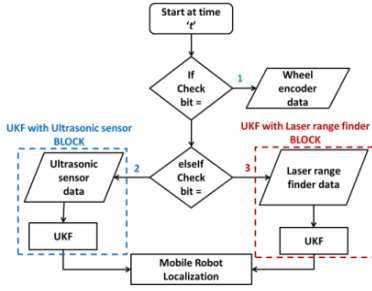 Start at time
't'
If
Check
bit =
1
Wheel
encoder
data
UKF with Ultrasonic sensor
BLOCK
UKF with Laser range finder
BLOCK
Ultrasonic
sensor
data
2
elseIf
Check
bit =
3
Laser range
finder data
UKF
UKF
Mobile Robot
Localization